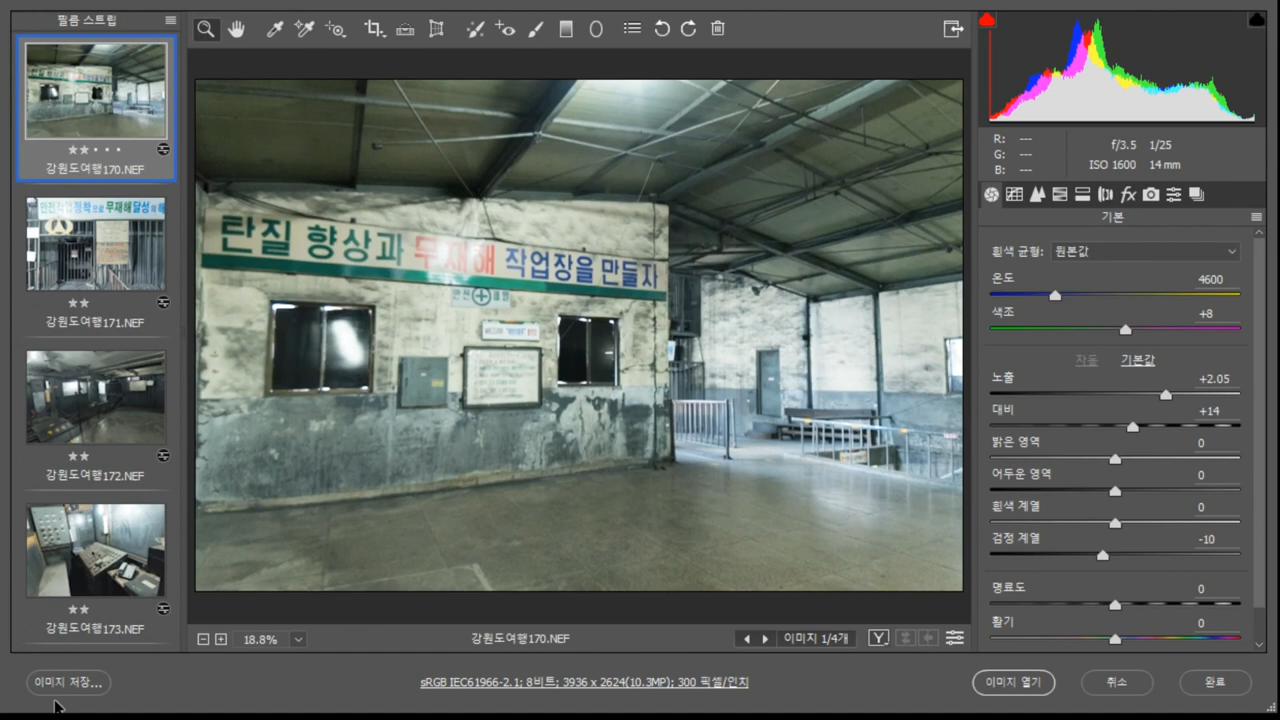 필름 스트립
강원도여행170.NEF
안전작업정착으로 무재해달성
강원도여행171.NEF
강원도여행172.NEF
강원도여행173.NEF
탄질 향상과 무재해 작업장을 만들자
18.8%
강원도여행170.NEF
이미지 1/4개
Y
R: ---
G: ---
B: ---
f/3.5 1/25
ISO 1600 14 mm
fx
기본
흰색 균형: 원본값
온도 4600
색조 +8
자동 기본값
노출 +2.05
대비 +14
밝은 영역 0
어두운 영역 0
흰색 계열 0
검정 계열 -10
명료도 0
활기 0
이미지 저장...
sRGB IEC61966-2.1; 8비트; 3936 x 2624(10.3MP); 300 픽셀/인치
이미지 열기
취소
완료